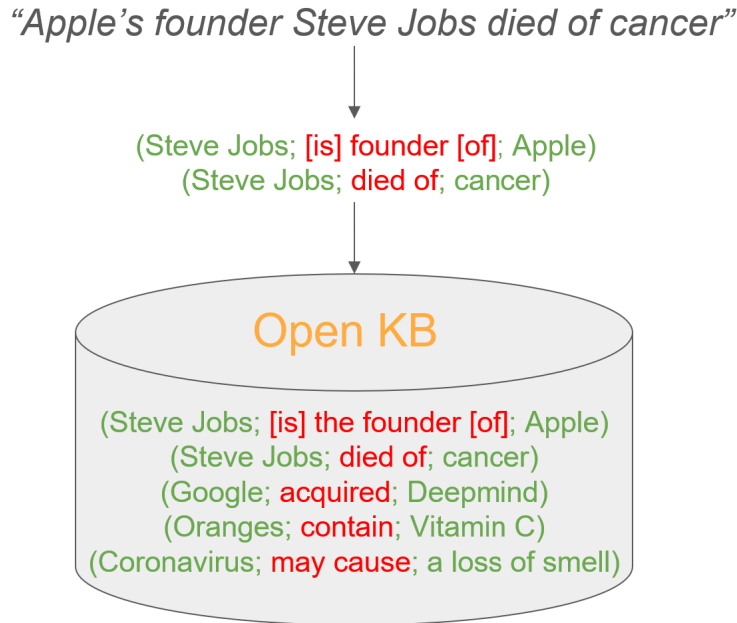 “Apple’s founder Steve Jobs died of cancer”
(Steve Jobs; [is] founder [of]; Apple)
(Steve Jobs; died of; cancer)
Open KB
(Steve Jobs; [is] the founder [of]; Apple)
(Steve Jobs; died of; cancer)
(Google; acquired; Deepmind)
(Oranges; contain; Vitamin C)
(Coronavirus; may cause; a loss of smell)